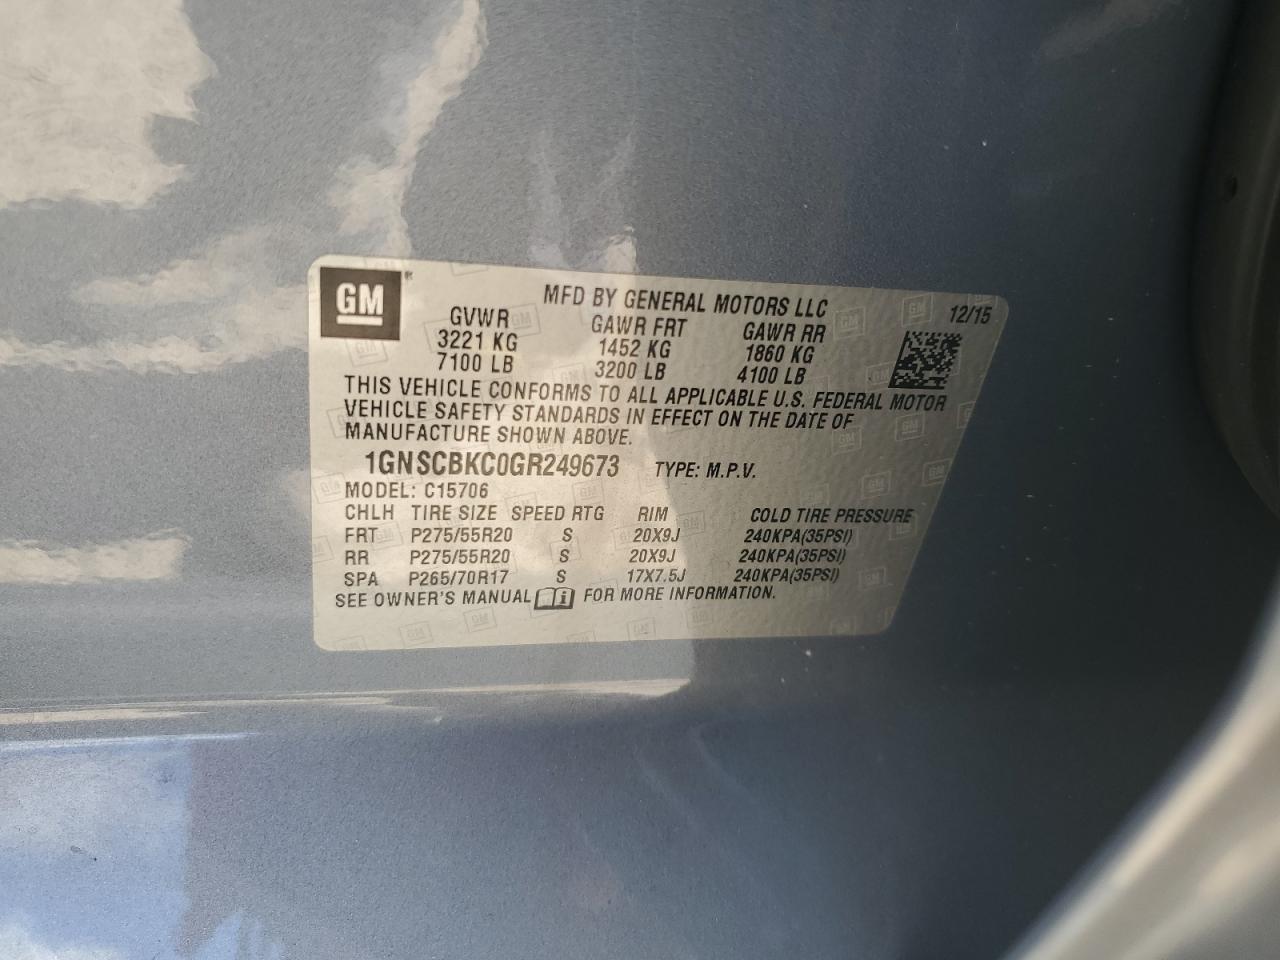 GM
MFD BY GENERAL MOTORS LLC 12/15
GVWR GAWR FRT GAWR RR
3221 KG 1452 KG 1860 KG
7100 LB 3200 LB 4100 LB
THIS VEHICLE CONFORMS TO ALL APPLICABLE U.S. FEDERAL MOTOR
VEHICLE SAFETY STANDARDS IN EFFECT ON THE DATE OF
MANUFACTURE SHOWN ABOVE.
1GNSCBKC0GR249673 TYPE: M.P.V.
MODEL: C15706
CHLH TIRE SIZE SPEED RTG RIM COLD TIRE PRESSURE
FRT P275/55R20 S 20X9J 240KPA(35PSI)
RR P275/55R20 S 20X9J 240KPA(35PSI)
SPA P265/70R17 S 17X7.5J 240KPA(35PSI)
SEE OWNER'S MANUAL FOR MORE INFORMATION.